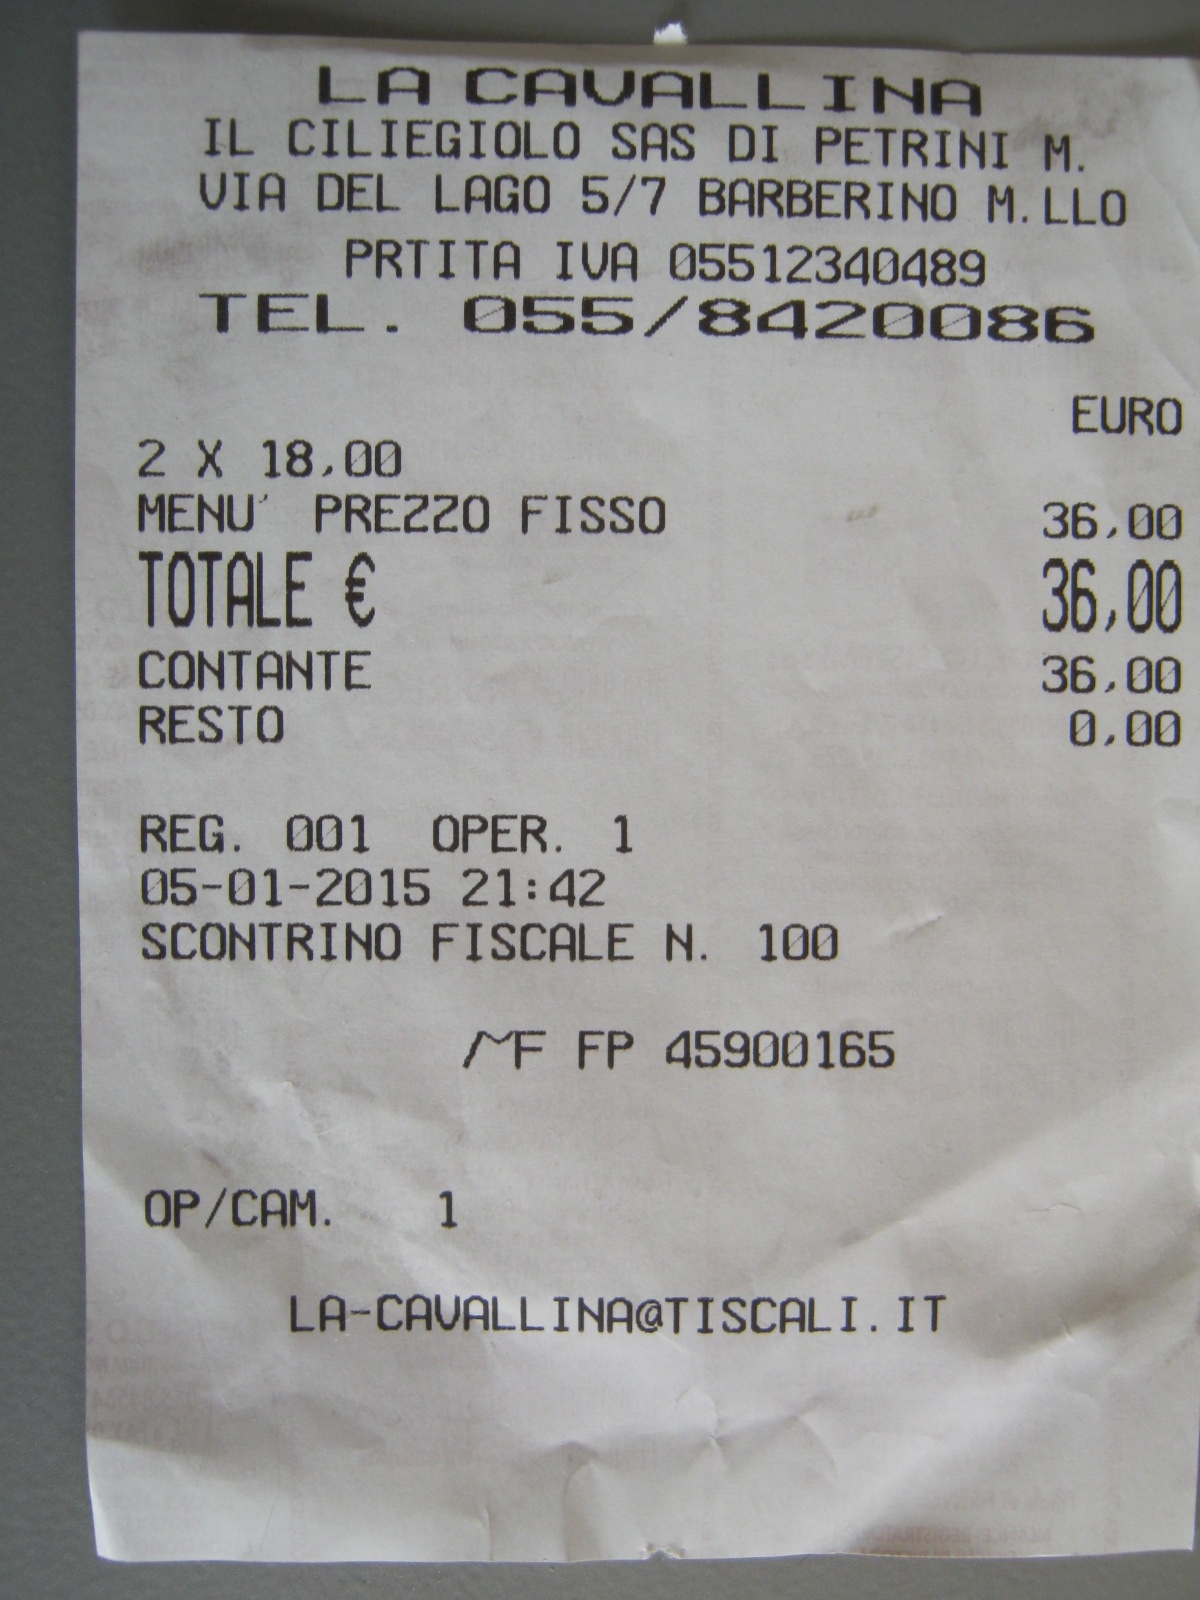 LA CAVALLINA
IL CILIEGIOLO SAS DI PETRINI M.
VIA DEL LAGO 5/7 BARBERINO M.LLO
PRTITA IVA 05512340489
TEL. 055/8420086
EURO
2 X 18,00
MENU' PREZZO FISSO 36,00
TOTALE € 36,00
CONTANTE 36,00
RESTO 0,00
REG. 001 OPER. 1
05-01-2015 21:42
SCONTRINO FISCALE N. 100
MF FP 45900165
OP/CAM. 1
LA-CAVALLINA@TISCALI.IT